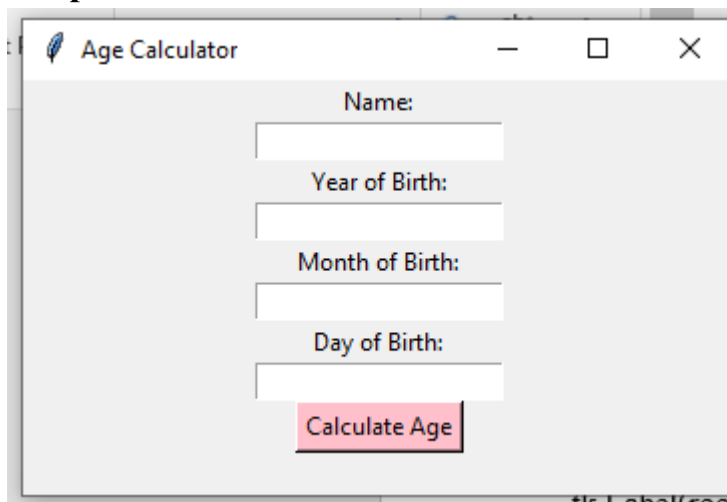 Age Calculator
Name:
Year of Birth:
Month of Birth:
Day of Birth:
Calculate Age